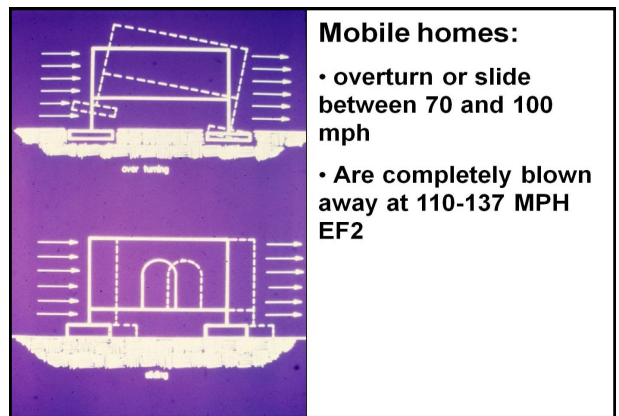 Mobile homes:
• overturn or slide
between 70 and 100
mph
• Are completely blown
away at 110-137 MPH
EF2
over turning
sliding